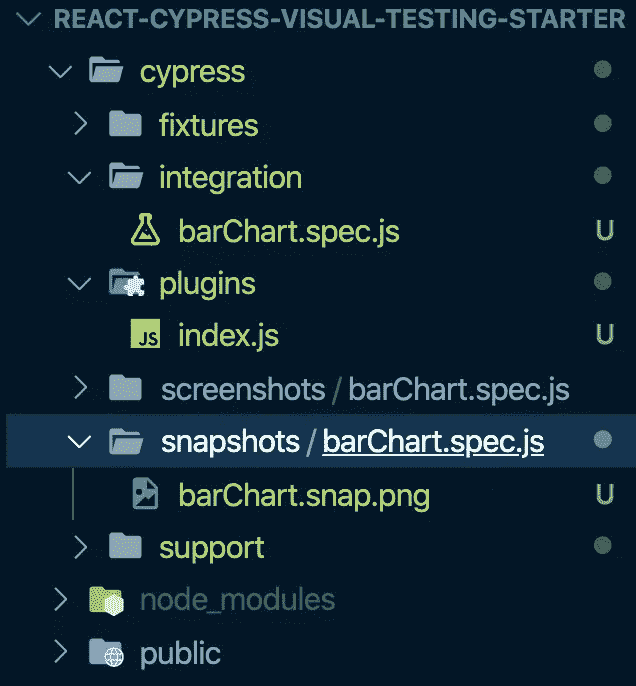 REACT-CYPRESS-VISUAL-TESTING-STARTER
cypress
fixtures
integration
barChart.spec.js U
plugins
JS index.js U
screenshots / barChart.spec.js
snapshots / barChart.spec.js
barChart.snap.png U
support
node_modules
public